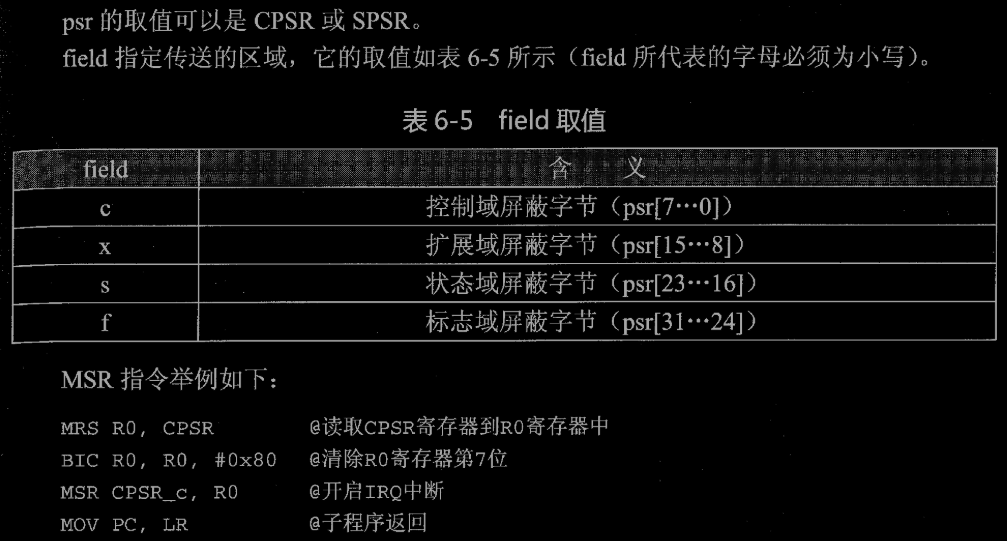 psr 的取值可以是 CPSR 或 SPSR。
field 指定传送的区域，它的取值如表 6-5 所示（field 所代表的字母必须为小写）。
表 6-5 field 取值
field 含 义
c 控制域屏蔽字节（psr[7…0]）
x 扩展域屏蔽字节（psr[15…8]）
s 状态域屏蔽字节（psr[23…16]）
f 标志域屏蔽字节（psr[31…24]）
MSR 指令举例如下：
MRS R0, CPSR @读取CPSR寄存器到R0寄存器中
BIC R0, R0, #0x80 @清除R0寄存器第7位
MSR CPSR_c, R0 @开启IRQ中断
MOV PC, LR @子程序返回